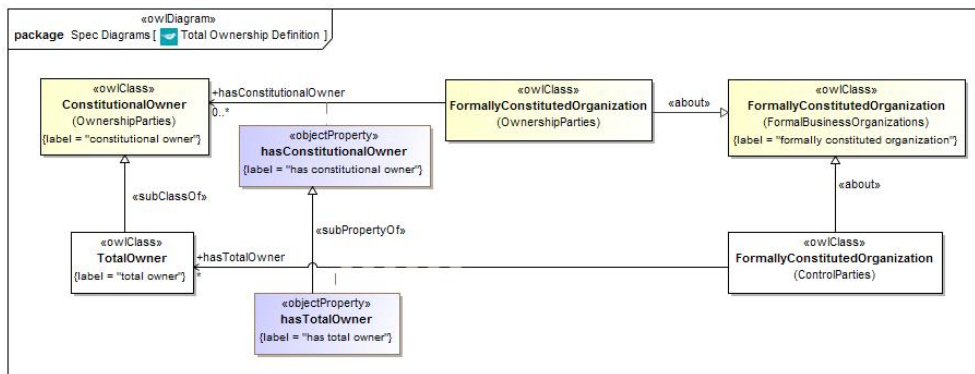 «owlDiagram»
package Spec Diagrams [ Total Ownership Definition ]
«owlClass»
ConstitutionalOwner
(OwnershipParties)
{label = "constitutional owner"}
+hasConstitutionalOwner
0..*
«owlClass»
FormallyConstitutedOrganization
(OwnershipParties)
«about»
«owlClass»
FormallyConstitutedOrganization
(FormalBusinessOrganizations)
{label = "formally constituted organization"}
«objectProperty»
hasConstitutionalOwner
{label = "has constitutional owner"}
«subClassOf»
«subPropertyOf»
«about»
«owlClass»
TotalOwner
{label = "total owner"}
+hasTotalOwner
*
«owlClass»
FormallyConstitutedOrganization
(ControlParties)
«objectProperty»
hasTotalOwner
{label = "has total owner"}